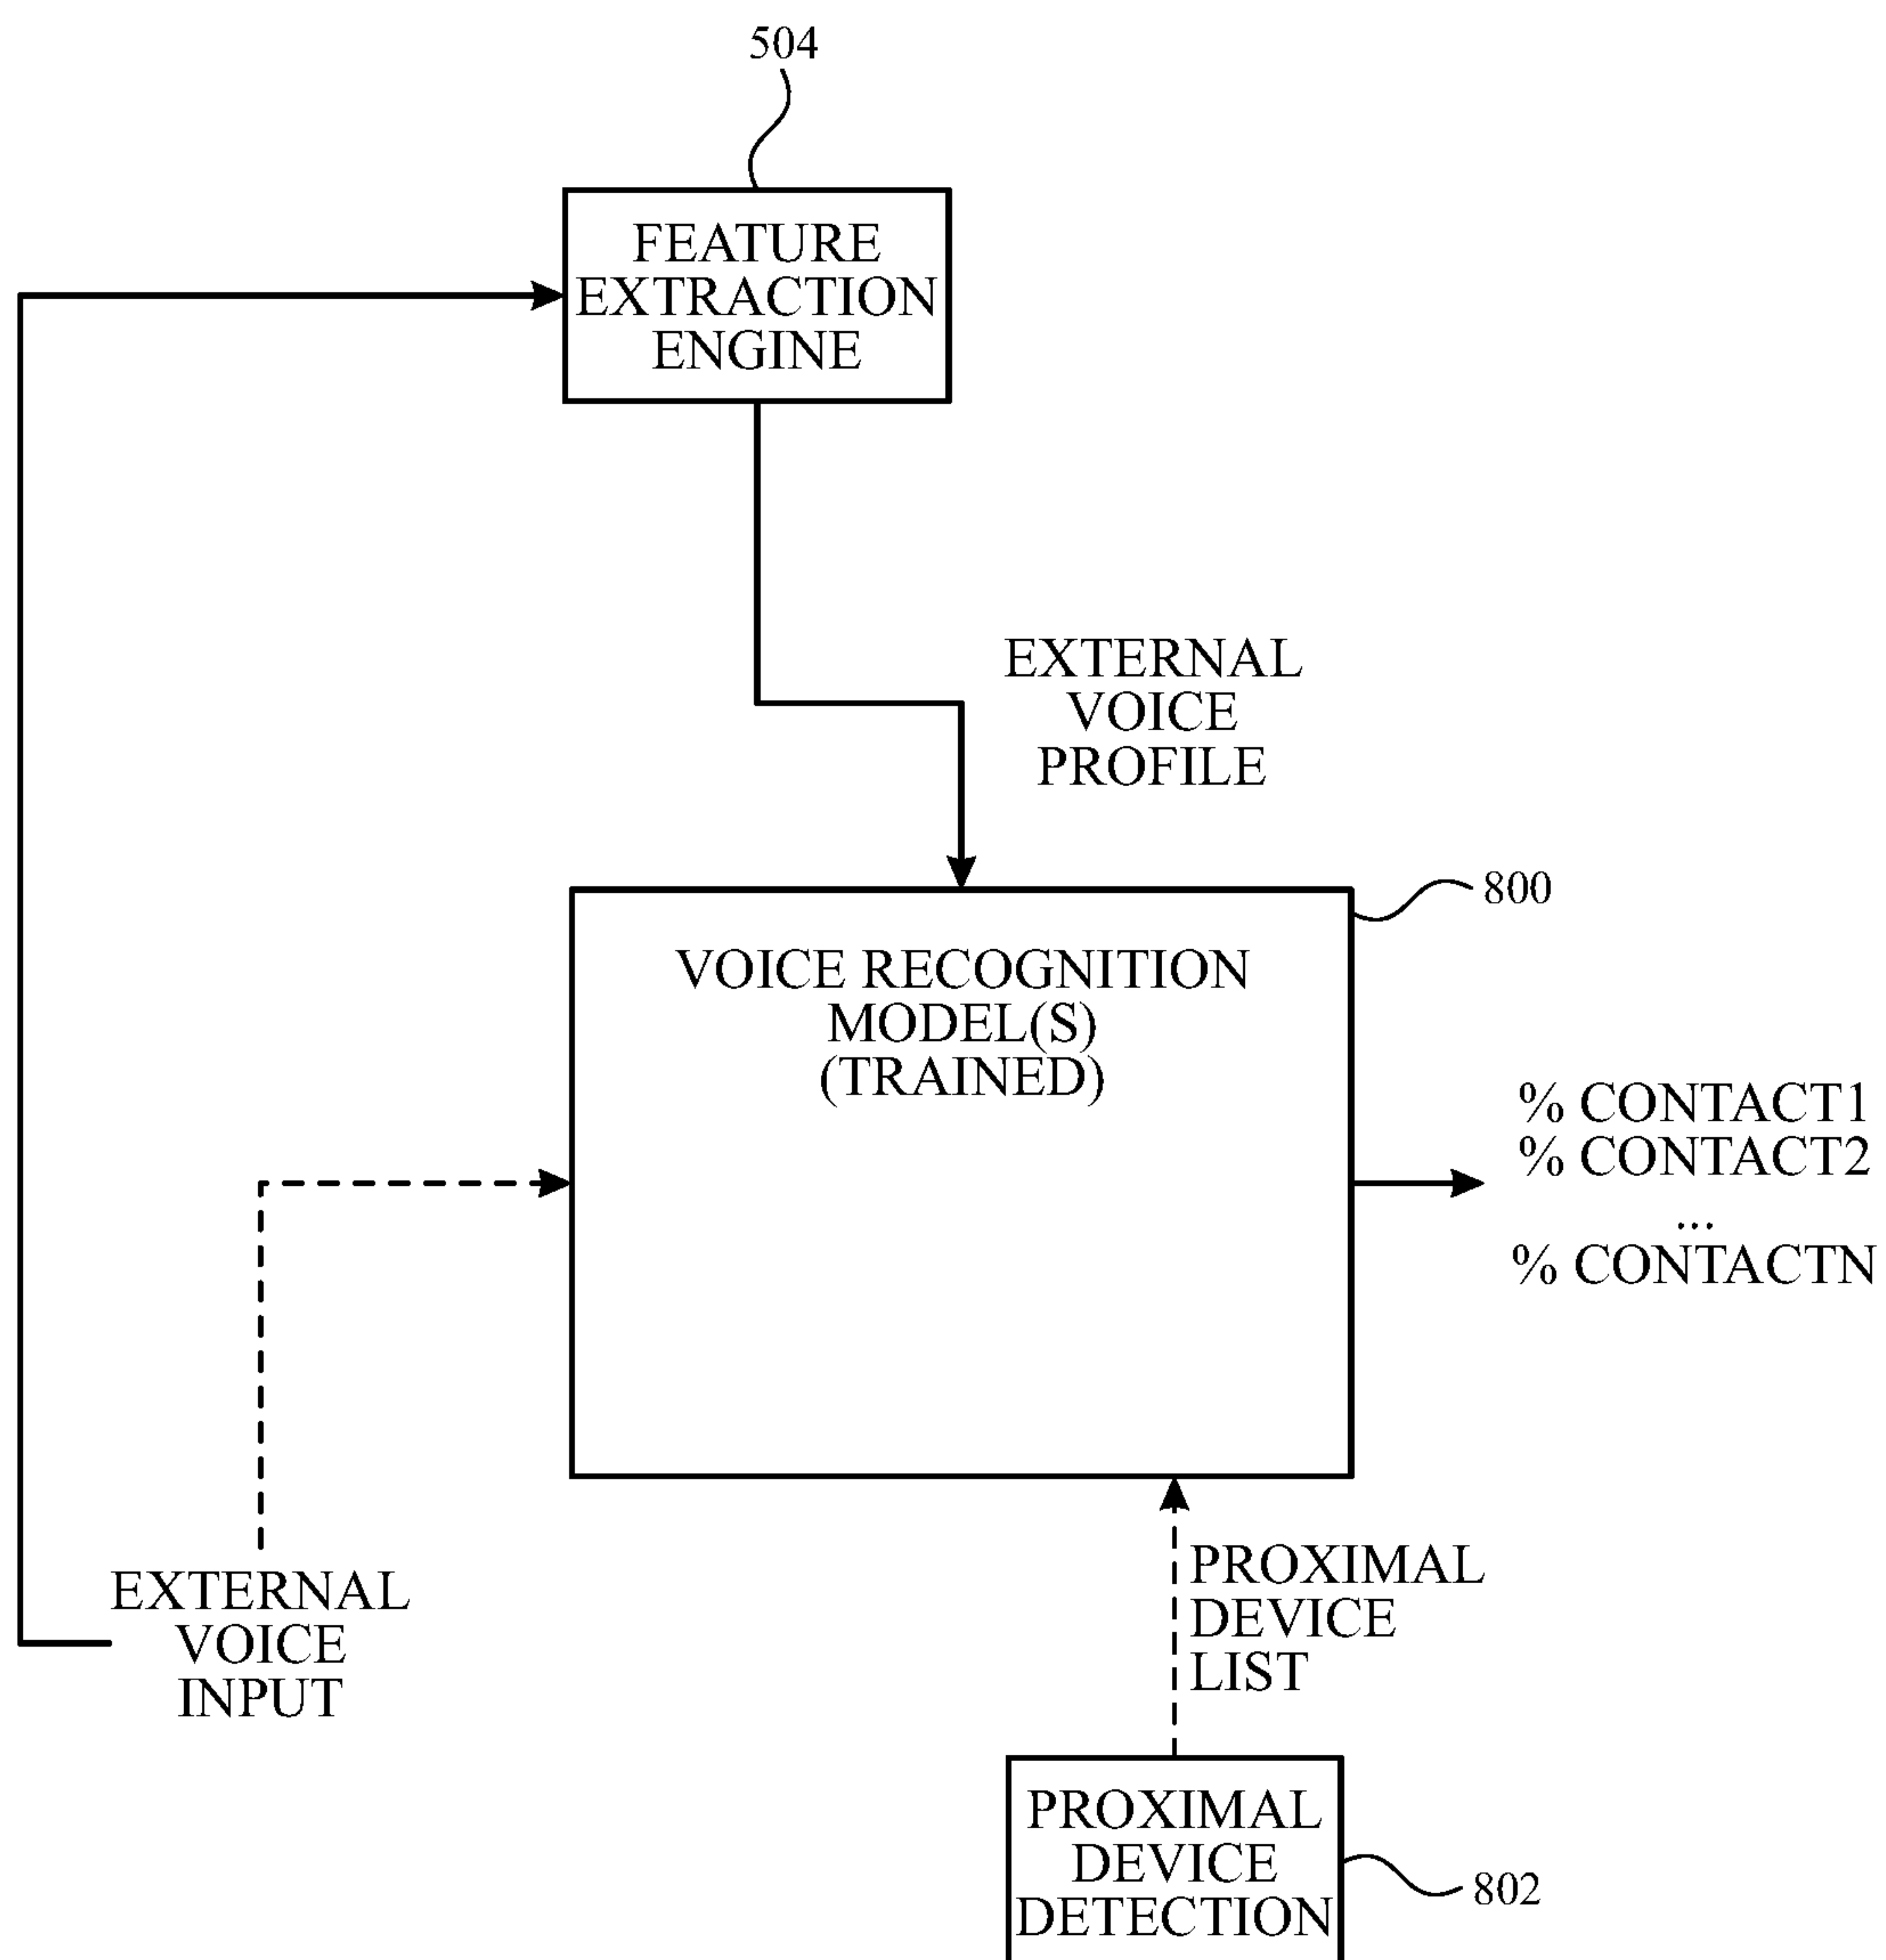 504
FEATURE
EXTRACTION
ENGINE
EXTERNAL
VOICE
PROFILE
800
VOICE RECOGNITION
MODEL(S)
(TRAINED)
% CONTACT1
% CONTACT2
...
% CONTACTN
EXTERNAL
VOICE
INPUT
PROXIMAL
DEVICE
LIST
PROXIMAL
DEVICE
DETECTION
802